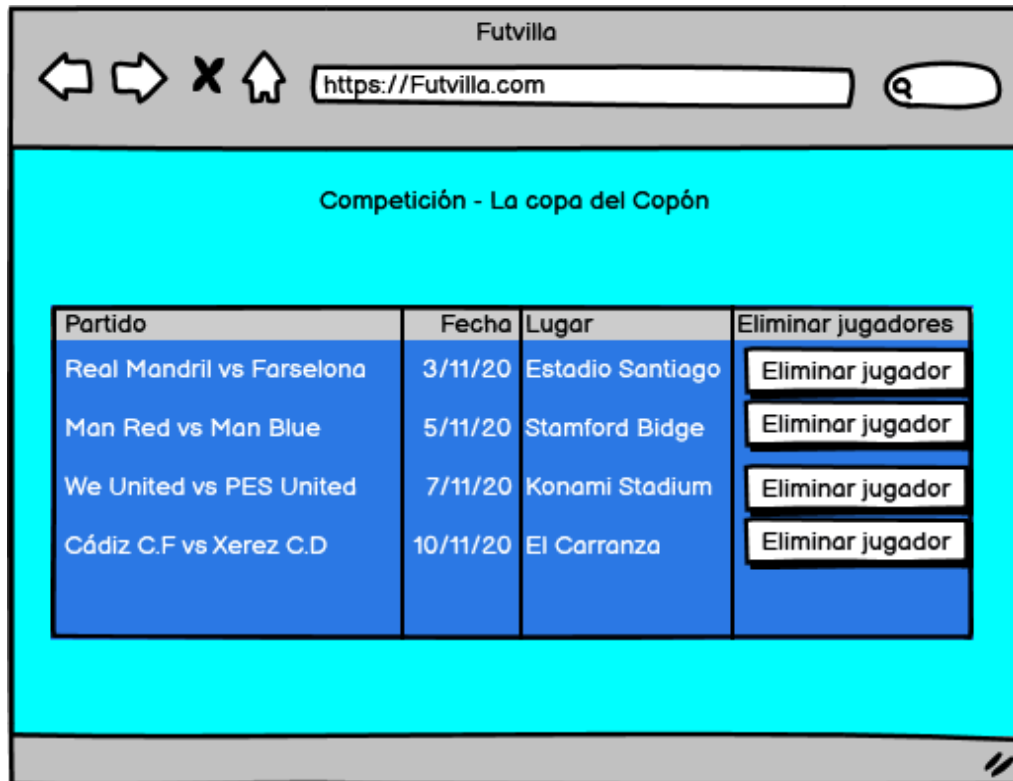 Futvilla
https://Futvilla.com
Competición - La copa del Copón
Partido Fecha Lugar Eliminar jugadores
Real Mandril vs Farselona 3/11/20 Estadio Santiago Eliminar jugador
Man Red vs Man Blue 5/11/20 Stamford Bidge Eliminar jugador
We United vs PES United 7/11/20 Konami Stadium Eliminar jugador
Cádiz C.F vs Xerez C.D 10/11/20 El Carranza Eliminar jugador